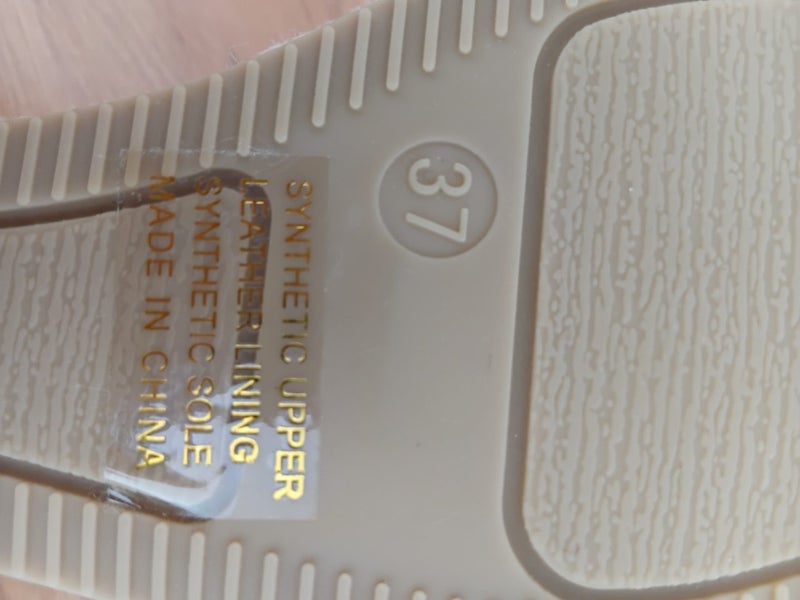 37
SYNTHETIC UPPER
LEATHER LINING
SYNTHETIC SOLE
MADE IN CHINA